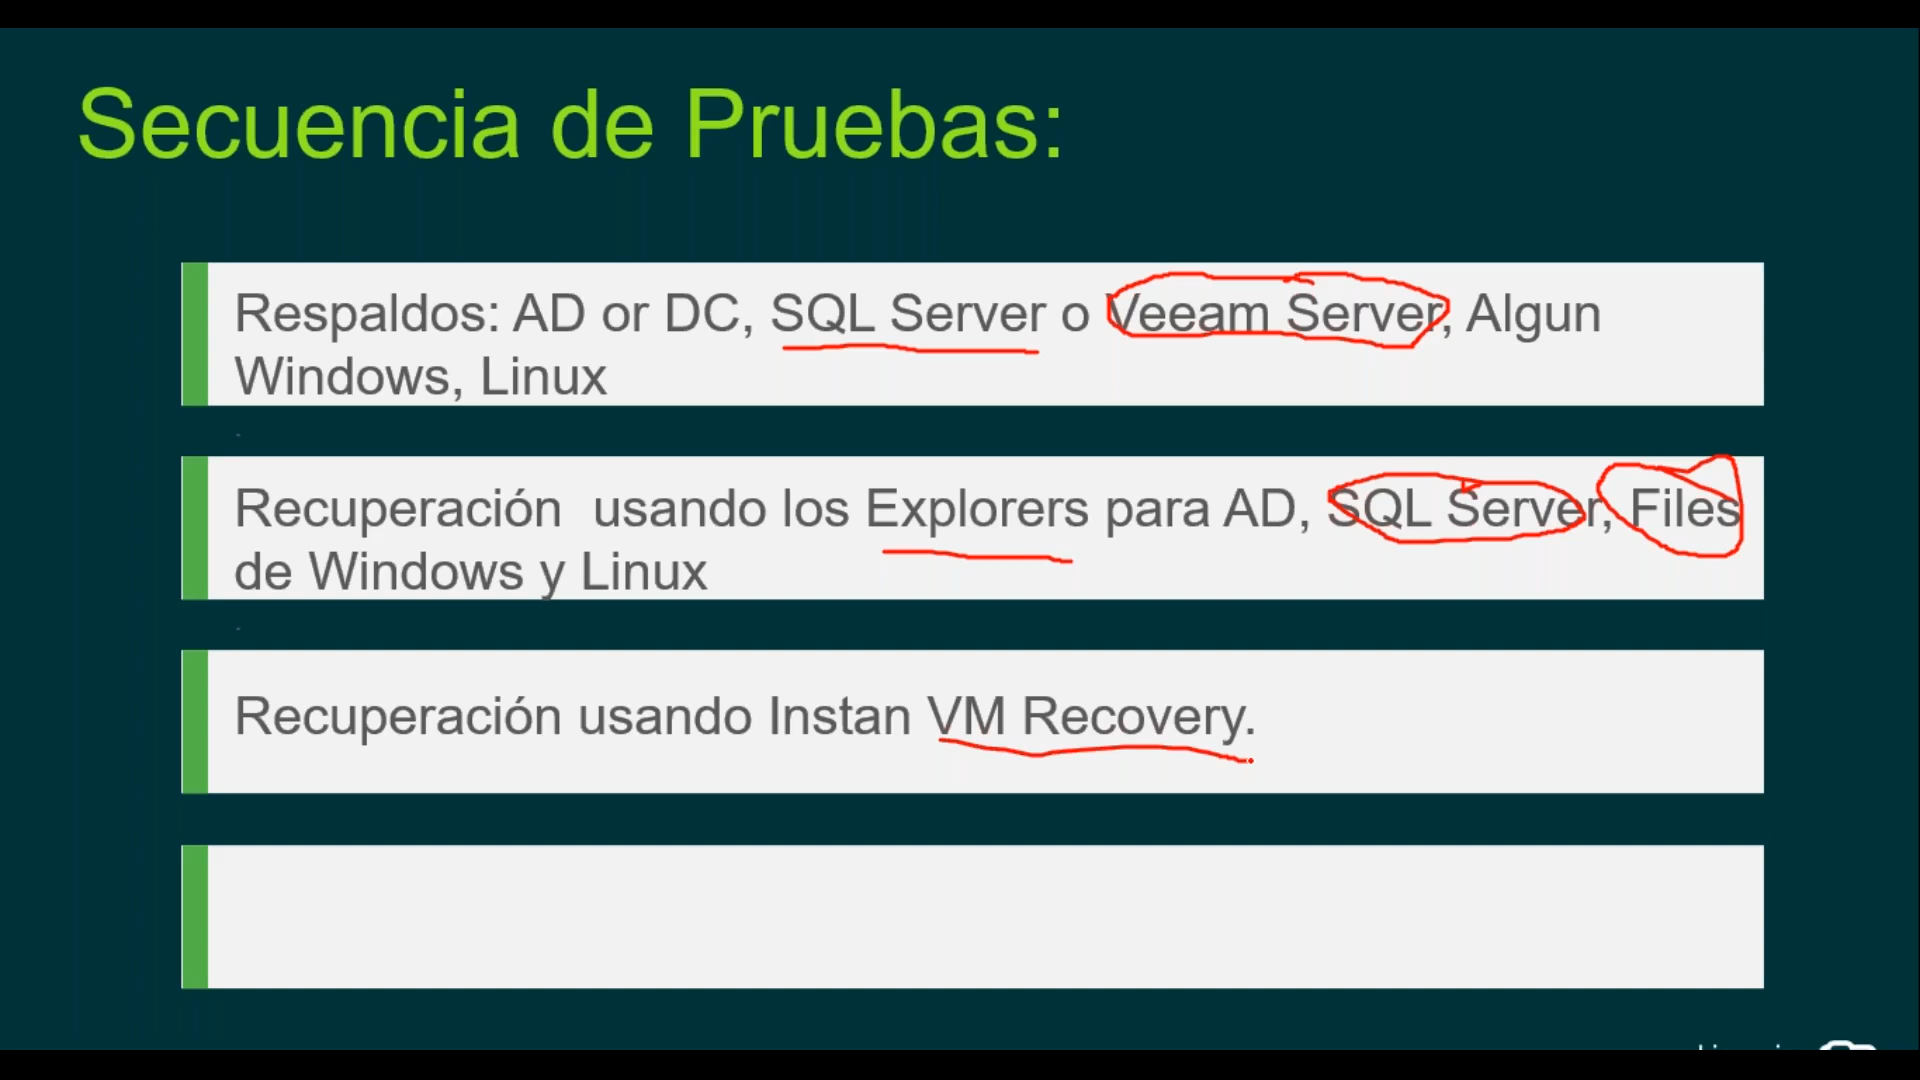 Secuencia de Pruebas:
Respaldos: AD or DC, SQL Server o Veeam Server, Algun
Windows, Linux
Recuperación usando los Explorers para AD, SQL Server, Files
de Windows y Linux
Recuperación usando Instan VM Recovery.